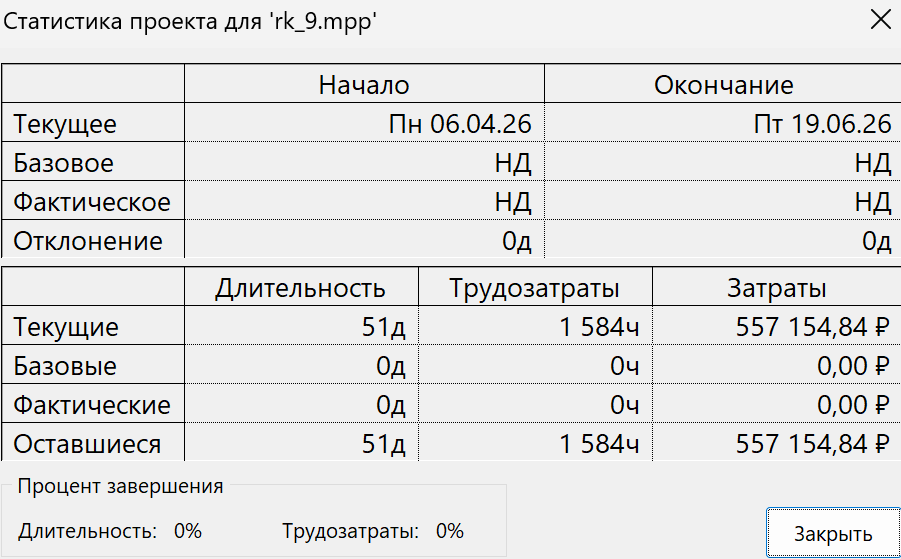 Статистика проекта для 'rk_9.mpp'
Начало Окончание
Текущее Пн 06.04.26 Пт 19.06.26
Базовое НД НД
Фактическое НД НД
Отклонение 0д 0д
Длительность Трудозатраты Затраты
Текущие 51д 1 584ч 557 154,84 ₽
Базовые 0д 0ч 0,00 ₽
Фактические 0д 0ч 0,00 ₽
Оставшиеся 51д 1 584ч 557 154,84 ₽
Процент завершения
Длительность: 0% Трудозатраты: 0%
Закрыть